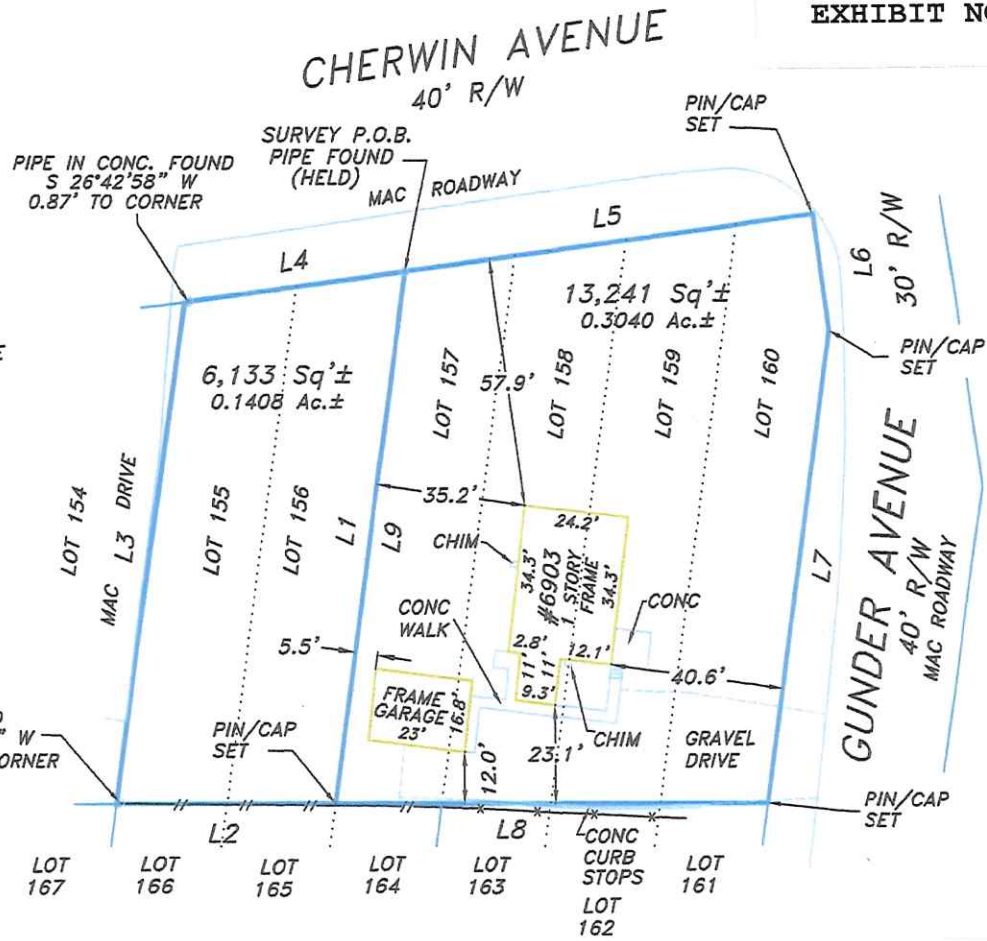 EXHIBIT NO
CHERWIN AVENUE
40' R/W
PIN/CAP
SET
SURVEY P.O.B.
PIPE FOUND
(HELD)
PIPE IN CONC. FOUND
S 26°42'58" W
0.87' TO CORNER
MAC ROADWAY
L4
L5
L6
30' R/W
13,241 Sq'±
0.3040 Ac.±
6,133 Sq'±
0.1408 Ac.±
PIN/CAP
SET
LOT 157
57.9'
LOT 158
LOT 159
LOT 160
LOT 154
MAC L3 DRIVE
LOT 155
LOT 156
L1
L9
35.2'
24.2'
CHIM
34.3'
#6903
1 STORY
FRAME
34.3'
CONC
CONC
WALK
L7
GUNDER AVENUE
40' R/W
MAC ROADWAY
2.8'
12.1'
11'
11'
9.3'
5.5'
40.6'
FRAME
GARAGE
16.8'
23'
12.0'
23.1'
CHIM
GRAVEL
DRIVE
" W
ORNER
PIN/CAP
SET
PIN/CAP
SET
L2
L8
CONC
CURB
STOPS
LOT
167
LOT
166
LOT
165
LOT
164
LOT
163
LOT
162
LOT
161